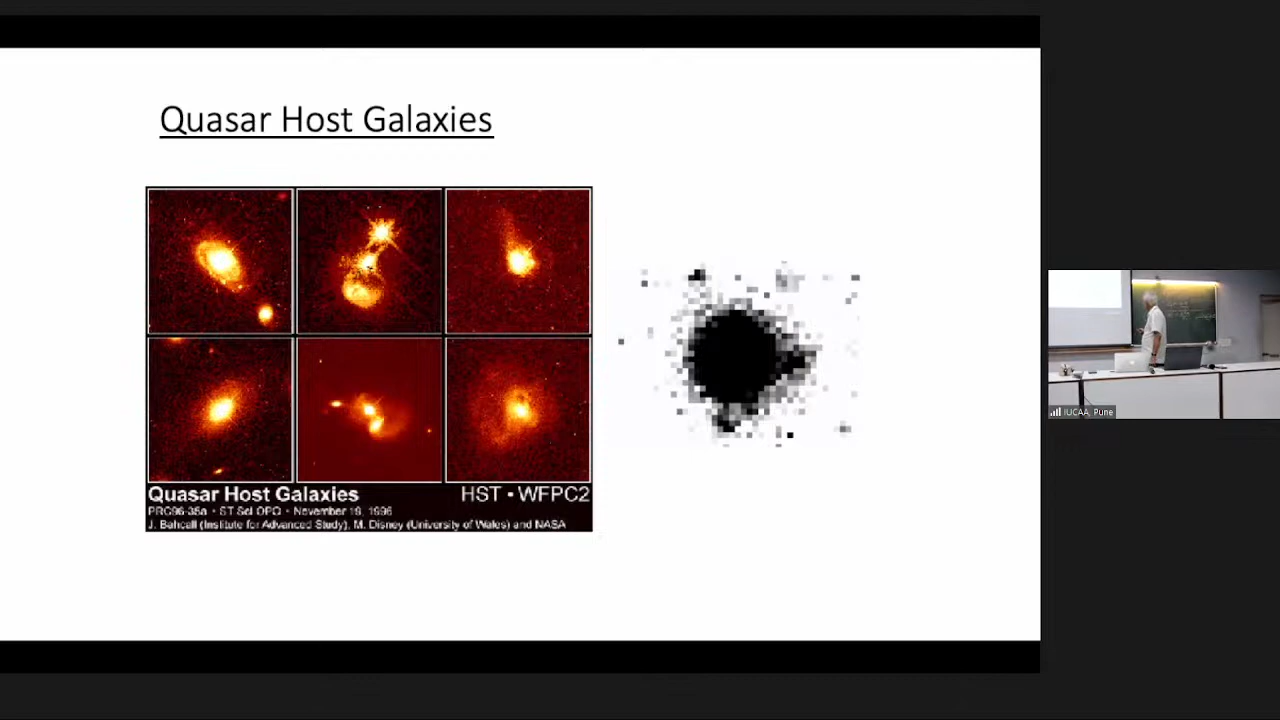 Quasar Host Galaxies
Quasar Host Galaxies HST • WFPC2
PRC96-35a • ST ScI OPO • November 19, 1996
J. Bahcall (Institute for Advanced Study), M. Disney (University of Wales) and NASA
IUCAA, Pune